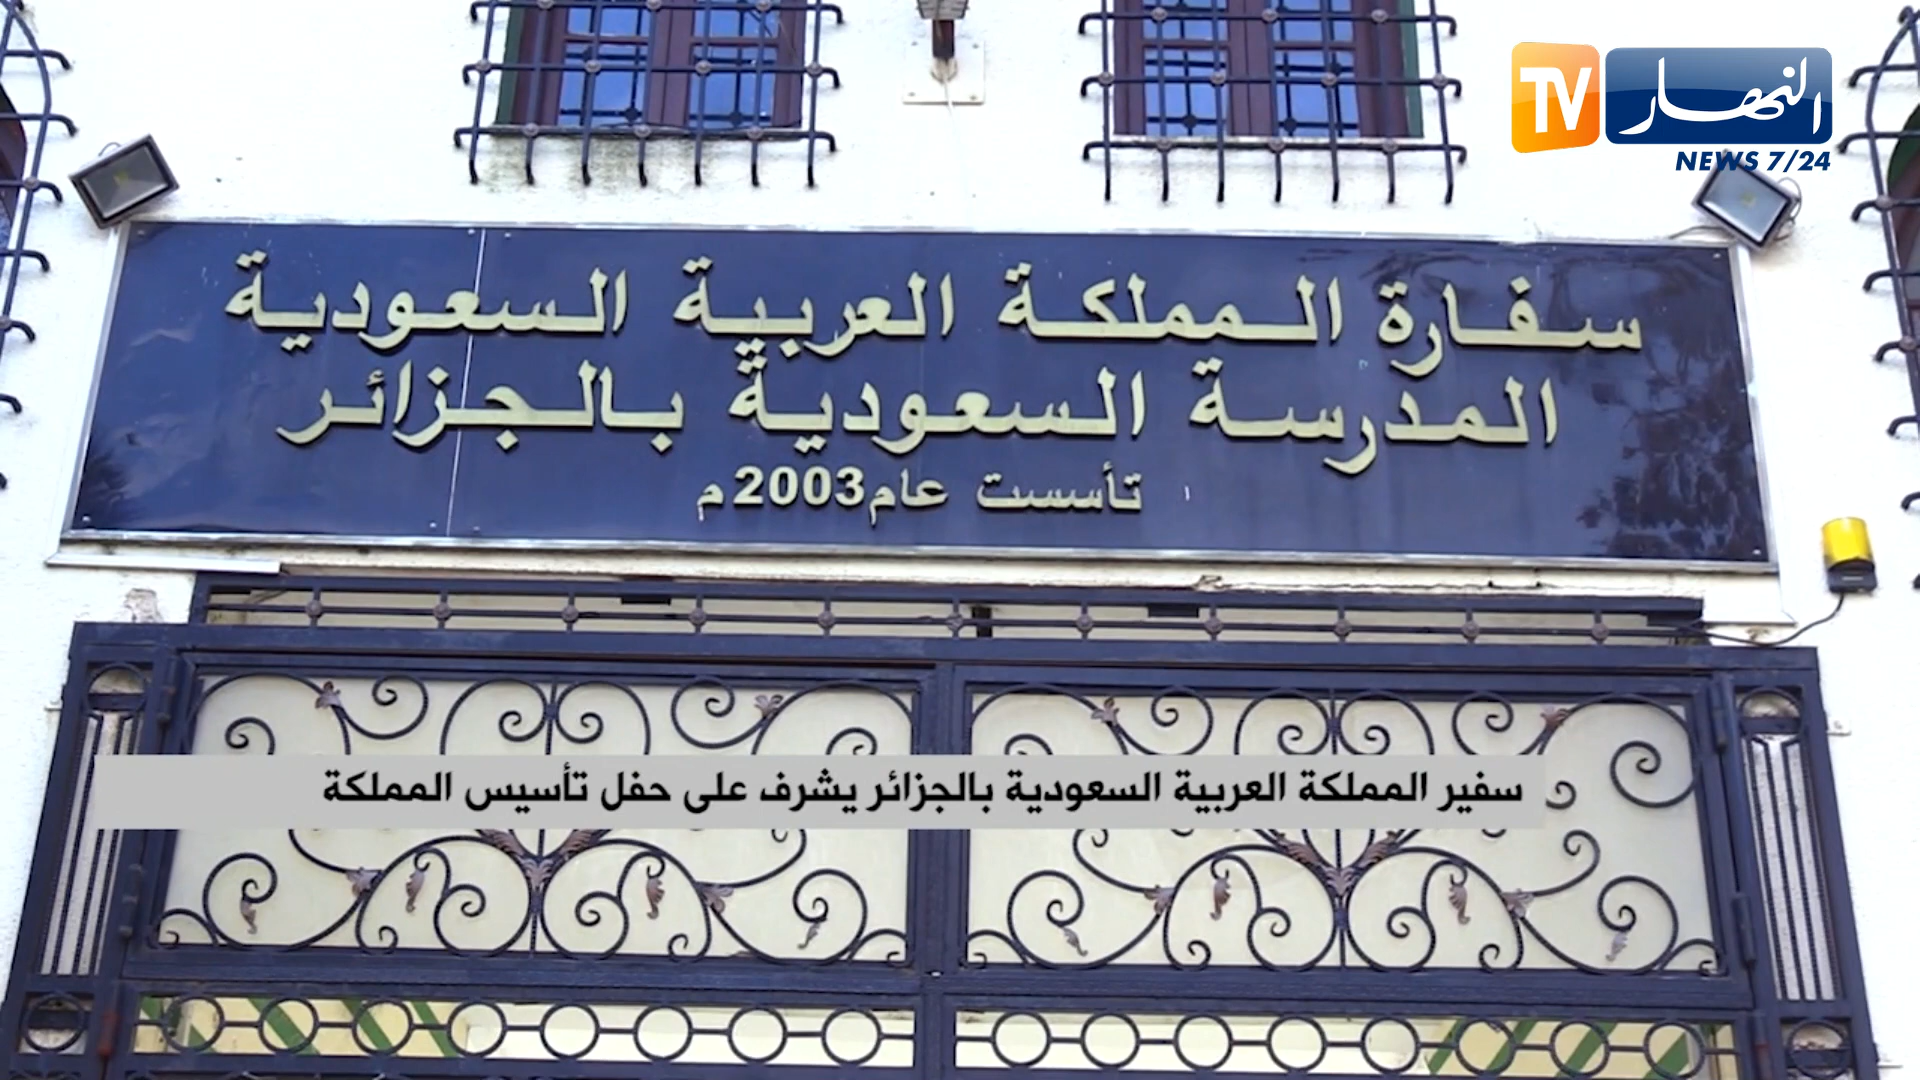 TV النهار
NEWS 7/24
سفارة المملكة العربية السعودية
المدرسة السعودية بالجزائر
تأسست عام 2003 م
سفير المملكة العربية السعودية بالجزائر يشرف على حفل تأسيس المملكة